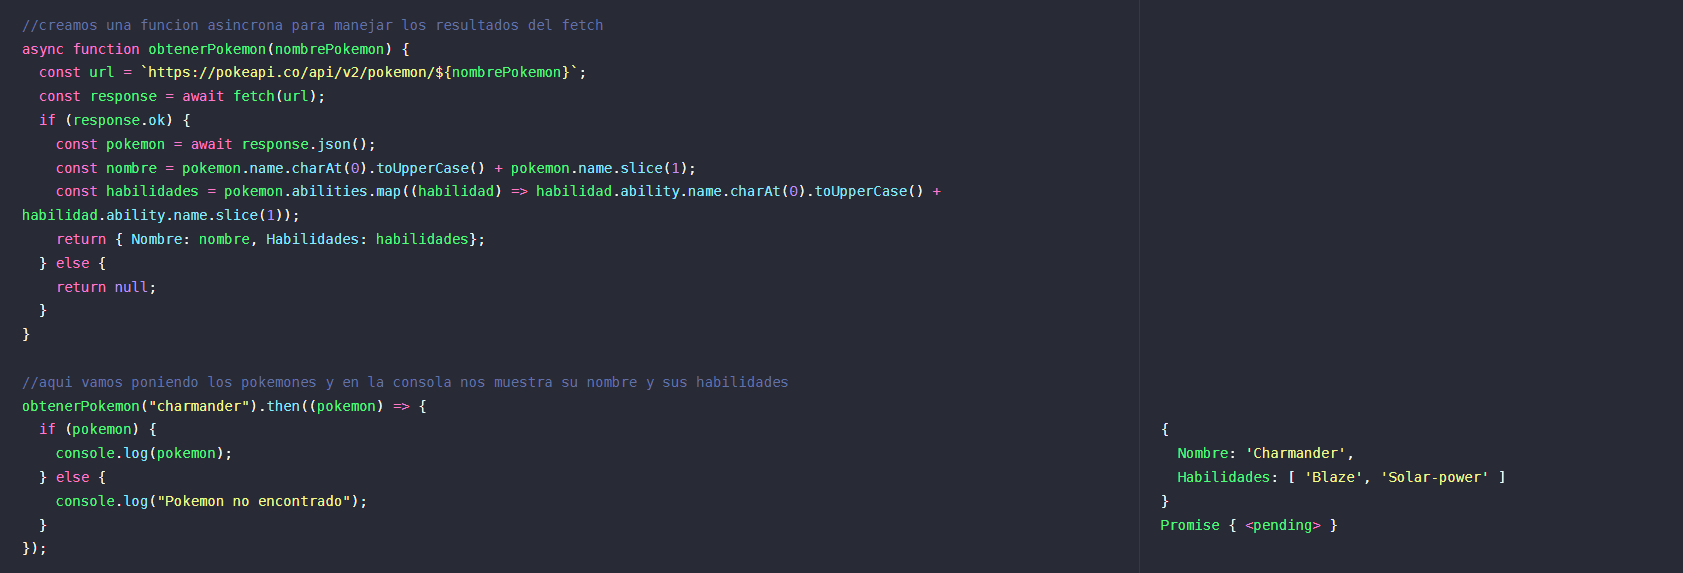 //creamos una funcion asincrona para manejar los resultados del fetch
async function obtenerPokemon(nombrePokemon) {
  const url = `https://pokeapi.co/api/v2/pokemon/${nombrePokemon}`;
  const response = await fetch(url);
  if (response.ok) {
    const pokemon = await response.json();
    const nombre = pokemon.name.charAt(0).toUpperCase() + pokemon.name.slice(1);
    const habilidades = pokemon.abilities.map((habilidad) => habilidad.ability.name.charAt(0).toUpperCase() +
habilidad.ability.name.slice(1));
    return { Nombre: nombre, Habilidades: habilidades};
  } else {
    return null;
  }
}
//aqui vamos poniendo los pokemones y en la consola nos muestra su nombre y sus habilidades
obtenerPokemon("charmander").then((pokemon) => {
  if (pokemon) {
    console.log(pokemon);
  } else {
    console.log("Pokemon no encontrado");
  }
});
{
  Nombre: 'Charmander',
  Habilidades: [ 'Blaze', 'Solar-power' ]
}
Promise { <pending> }